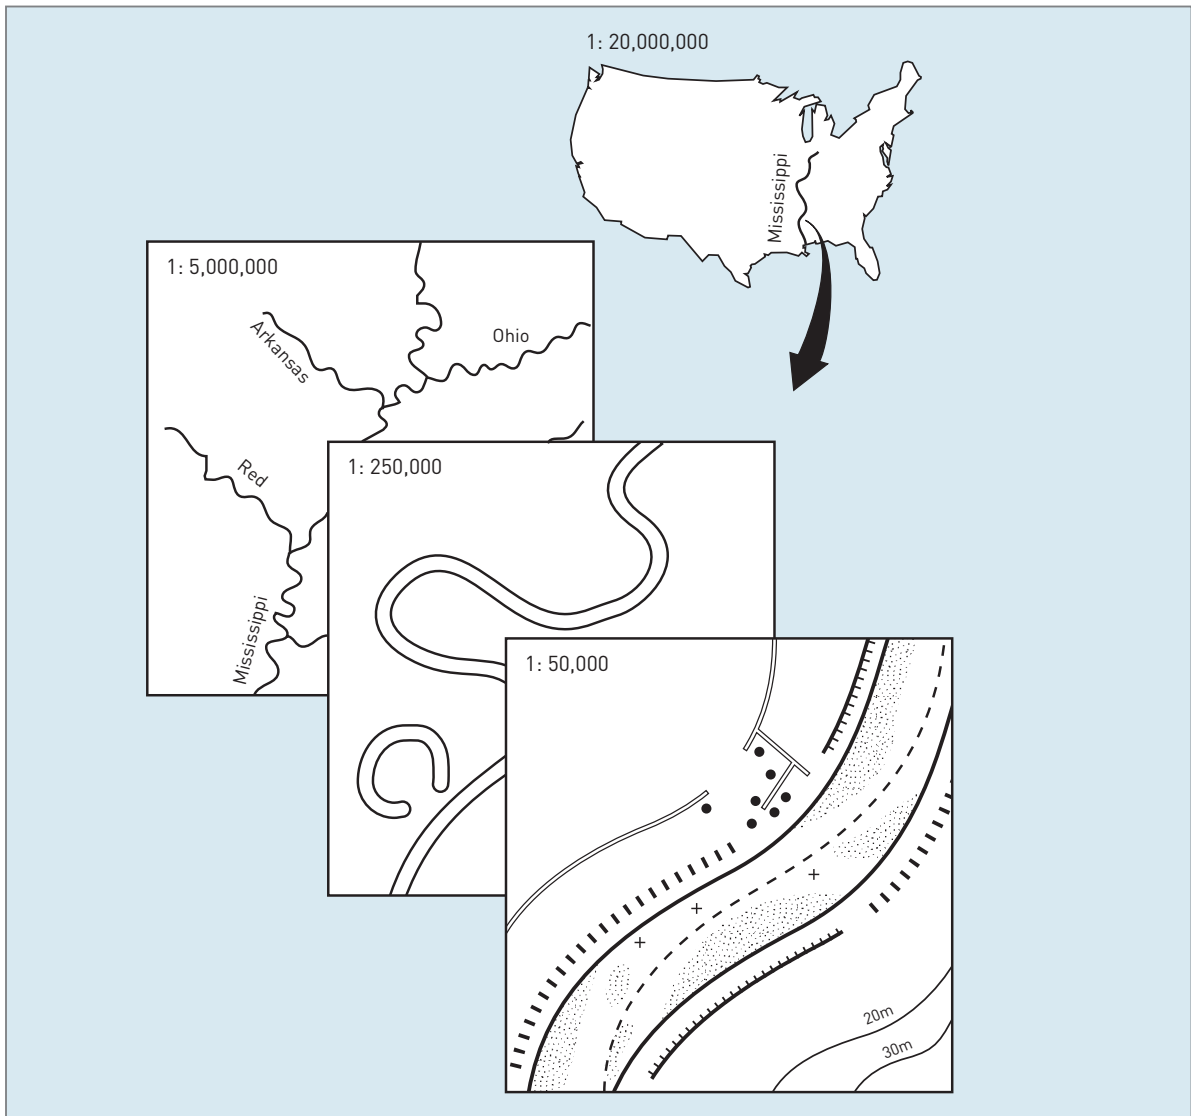 1: 20,000,000
Mississippi
1: 5,000,000
Arkansas
Ohio
Red
Mississippi
1: 250,000
1: 50,000
20m
30m